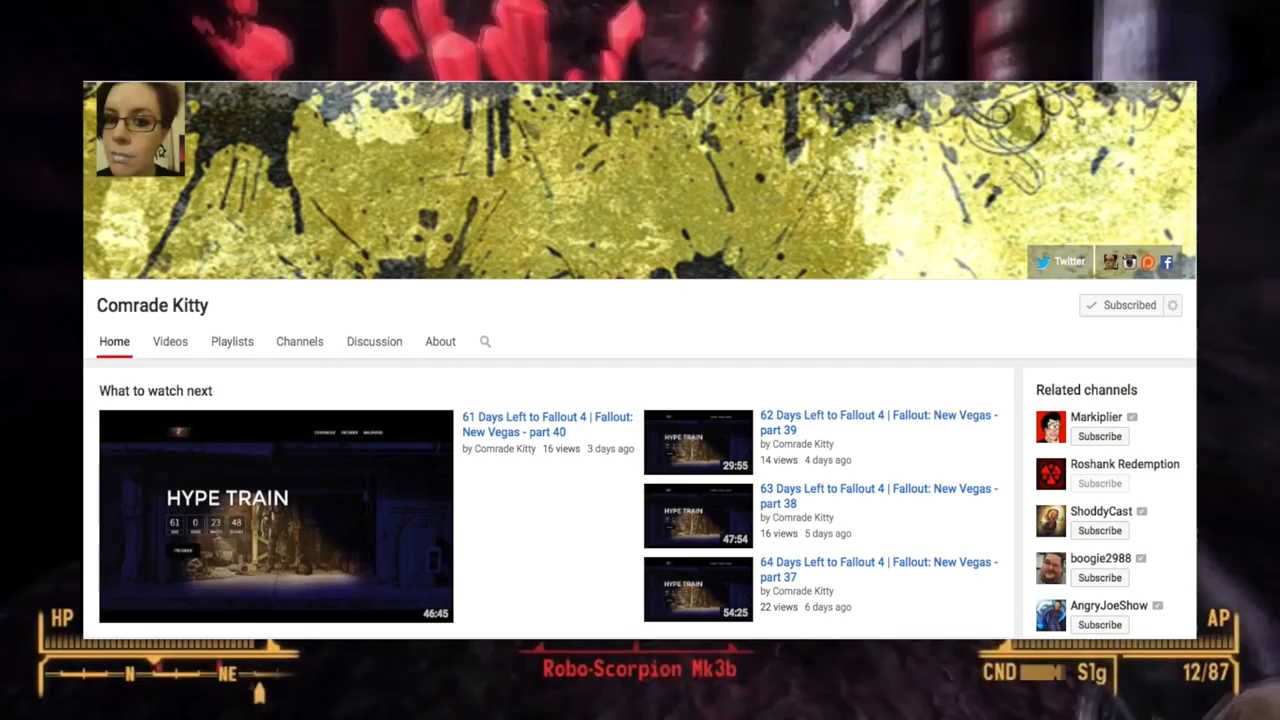 Twitter
Comrade Kitty
Subscribed
Home Videos Playlists Channels Discussion About
What to watch next
HYPE TRAIN
61 0 23 48
46:45
61 Days Left to Fallout 4 | Fallout:
New Vegas - part 40
by Comrade Kitty 16 views 3 days ago
HYPE TRAIN
29:55
62 Days Left to Fallout 4 | Fallout: New Vegas -
part 39
by Comrade Kitty
14 views 4 days ago
HYPE TRAIN
47:54
63 Days Left to Fallout 4 | Fallout: New Vegas -
part 38
by Comrade Kitty
16 views 5 days ago
HYPE TRAIN
54:25
64 Days Left to Fallout 4 | Fallout: New Vegas -
part 37
by Comrade Kitty
22 views 6 days ago
Related channels
Markiplier
Subscribe
Roshank Redemption
Subscribe
ShoddyCast
Subscribe
boogie2988
Subscribe
AngryJoeShow
Subscribe
HP
N NE
Robo-Scorpion Mk3b
AP
CND Slg 12/87